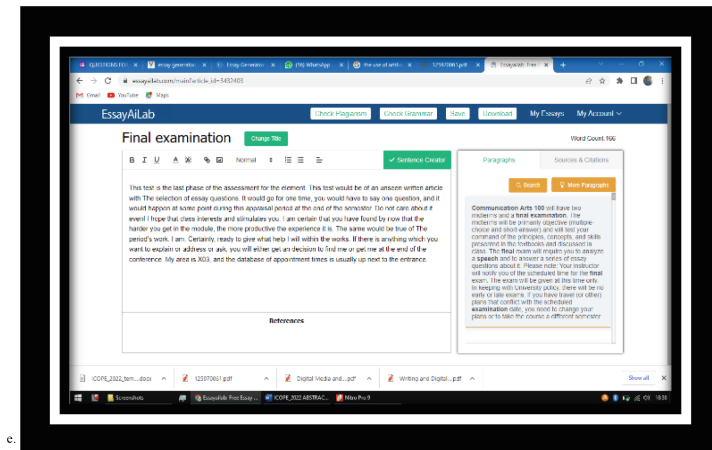 QUESTIONS FOR
essay generator
Essay Generator
WhatsApp
the use of artific
125970061.pdf
EssayAiLab Free
essayailab.com/main?article_id=5432403
Gmail YouTube Maps
EssayAiLab
Check Plagiarism
Check Grammar
Save
Download
My Essays
My Account
Final examination
Change Title
Word Count: 166
B I U
Normal
Sentence Creator
This test is the last phase of the assessment for the element. This test would be of an unseen written article
with The selection of essay questions. It would go for one time, you would have to say one question, and it
would happen at some point during this appraisal period at the end of the semester. Do not care about it
event I hope that class interests and stimulates you. I am certain that you have found by now that the
harder you get in the module, the more productive the experience it is. The same would be true of The
period's work. I am. Certainly, ready to give what help I will within the works. If there is anything which you
want to explain or address or ask, you will either get an decision to find me or get me at the end of the
conference. My area is X03, and the database of appointment times is usually up next to the entrance.
References
Paragraphs
Sources & Citations
Search
More Paragraphs
Communication Arts 100 will have two
midterms and a final examination. The
midterms will be primarily objective (multiple-
choice and short-answer) and will test your
command of the principles, concepts, and skills
presented in the textbooks and discussed in
class. The final exam will require you to analyze
a speech and to answer a series of essay
questions about it. Please note: Your instructor
will notify you of the scheduled time for the final
exam. The exam will be given at this time only.
In keeping with University policy, there will be no
early or late exams. If you have travel (or other)
plans that conflict with the scheduled
examination date, you need to change your
plans or to take the course a different semester
ICOPE_2022_tem....docx
125970061.pdf
Digital Media and....pdf
Writing and Digital....pdf
Show all
Screenshots
Essayailab Free Essay ...
ICOPE_2022 ABSTRAC...
Nitro Pro 9
e.